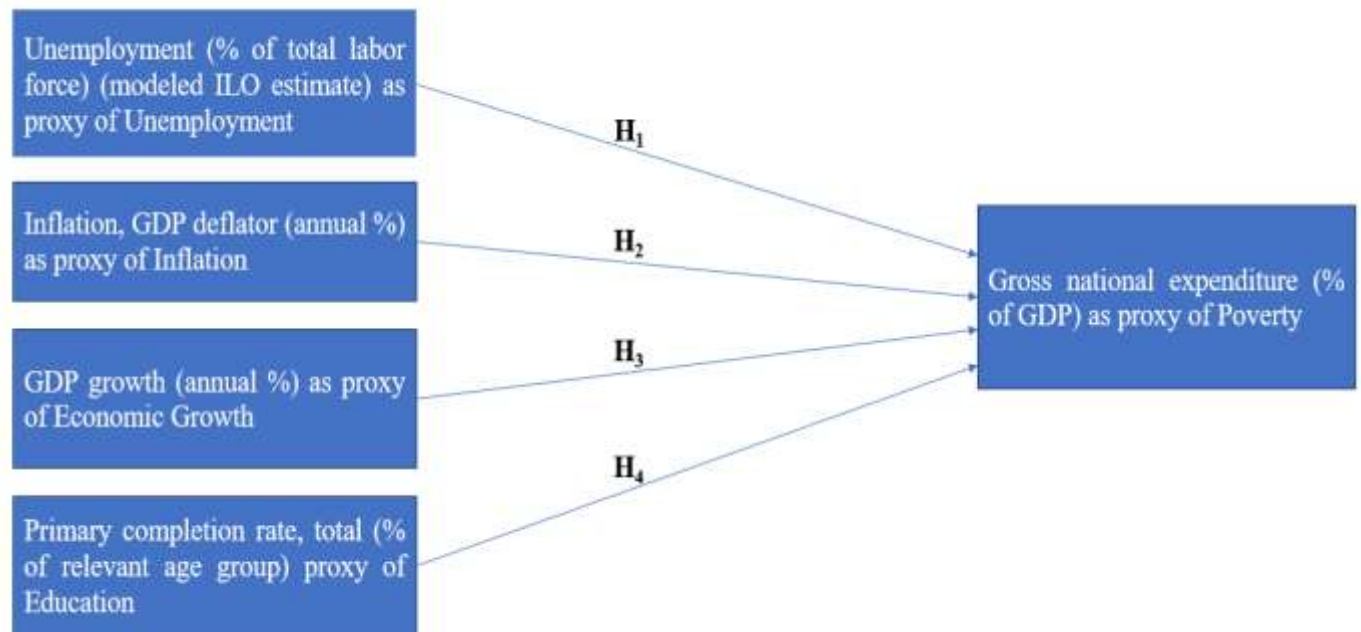 Unemployment (% of total labor
force) (modeled ILO estimate) as
proxy of Unemployment
H₁
Inflation, GDP deflator (annual %)
as proxy of Inflation
H₂
Gross national expenditure (%
of GDP) as proxy of Poverty
GDP growth (annual %) as proxy
of Economic Growth
H₃
Primary completion rate, total (%
of relevant age group) proxy of
Education
H₄